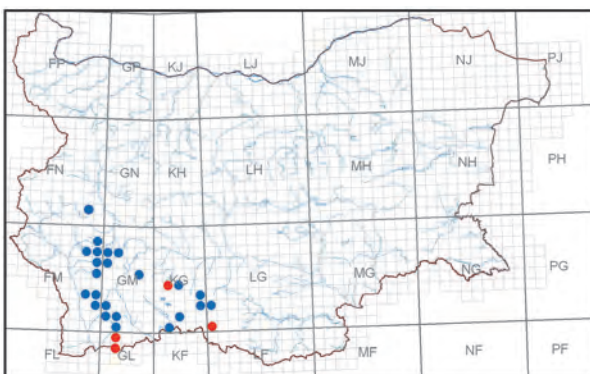 FP GP KJ LJ MJ NJ PJ
FN GN KH LH MH NH PH
FM GM KG LG MG NG PG
FL GL KF LF MF NF PF